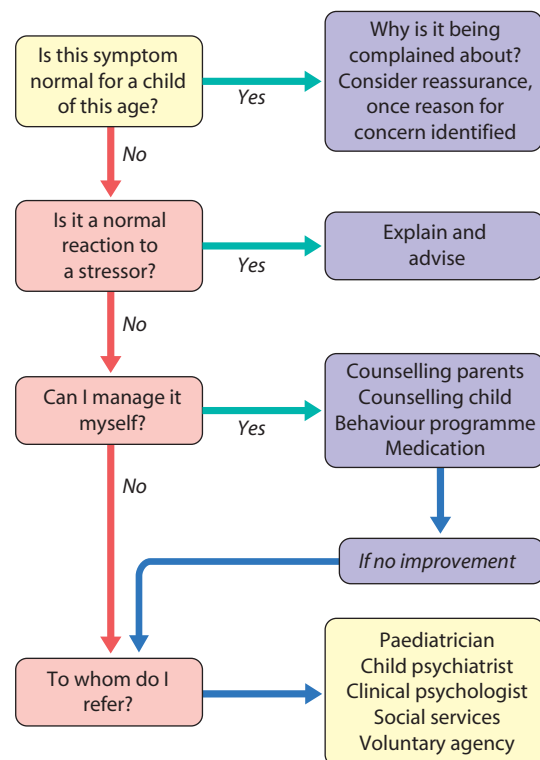 Is this symptom
normal for a child
of this age?
Yes
Why is it being
complained about?
Consider reassurance,
once reason for
concern identified
No
Is it a normal
reaction to
a stressor?
Yes
Explain and
advise
No
Can I manage it
myself?
Yes
Counselling parents
Counselling child
Behaviour programme
Medication
No
If no improvement
To whom do I
refer?
Paediatrician
Child psychiatrist
Clinical psychologist
Social services
Voluntary agency